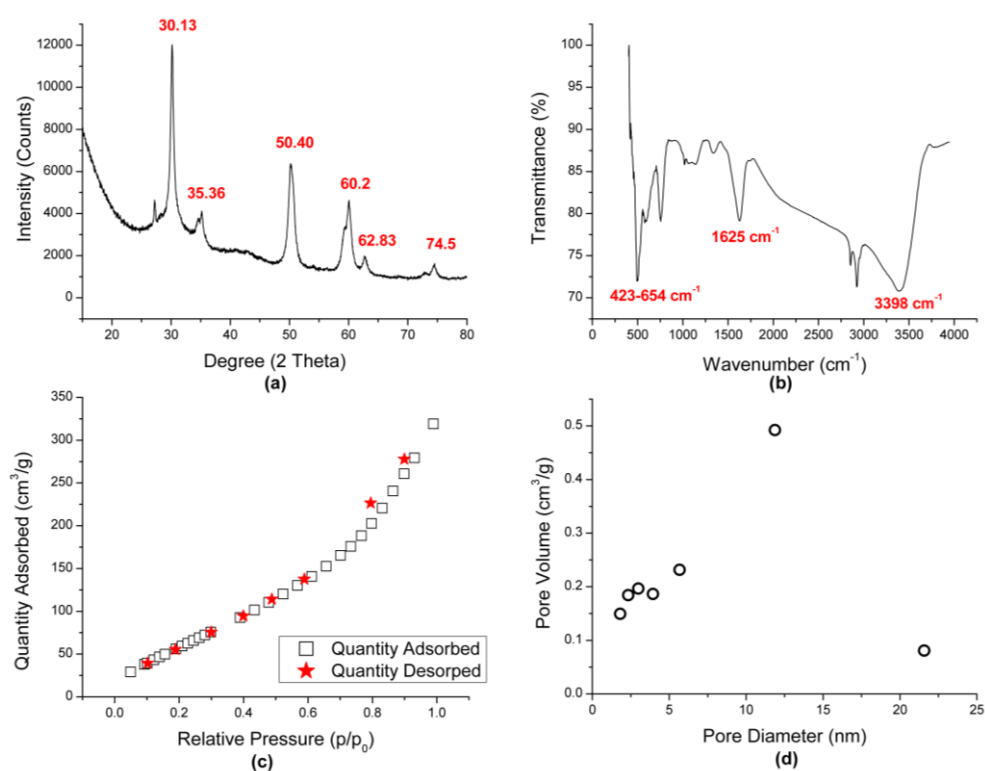 30.13
35.36
50.40
60.2
62.83
74.5
12000
10000
8000
6000
4000
2000
0
Intensity (Counts)
20 30 40 50 60 70 80
Degree (2 Theta)
(a)
100
95
90
85
80
75
70
Transmittance (%)
1625 cm⁻¹
423-654 cm⁻¹
3398 cm⁻¹
0 500 1000 1500 2000 2500 3000 3500 4000
Wavenumber (cm⁻¹)
(b)
350
300
250
200
150
100
50
0
Quantity Adsorbed (cm³/g)
Quantity Adsorbed
Quantity Desorped
0.0 0.2 0.4 0.6 0.8 1.0
Relative Pressure (p/p₀)
(c)
0.5
0.4
0.3
0.2
0.1
0.0
Pore Volume (cm³/g)
0 5 10 15 20 25
Pore Diameter (nm)
(d)